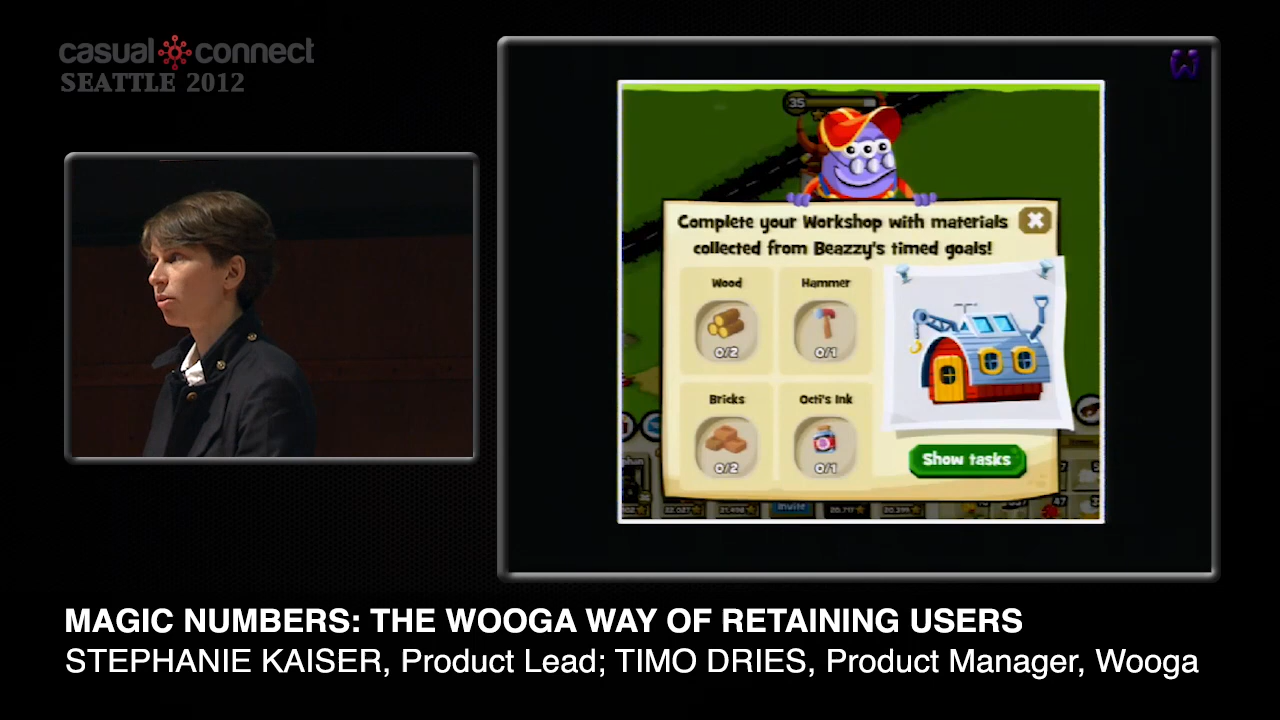 casual connect
SEATTLE 2012
35
Complete your Workshop with materials
collected from Beazzy's timed goals!
Wood
Hammer
0/2
0/1
Bricks
Octi's Ink
0/2
0/1
Show tasks
Invite
MAGIC NUMBERS: THE WOOGA WAY OF RETAINING USERS
STEPHANIE KAISER, Product Lead; TIMO DRIES, Product Manager, Wooga